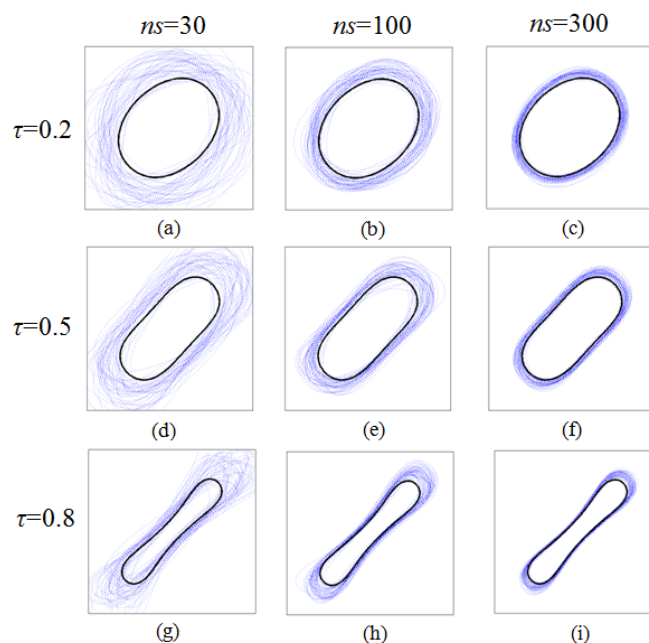 ns=30 ns=100 ns=300
τ=0.2
(a) (b) (c)
τ=0.5
(d) (e) (f)
τ=0.8
(g) (h) (i)